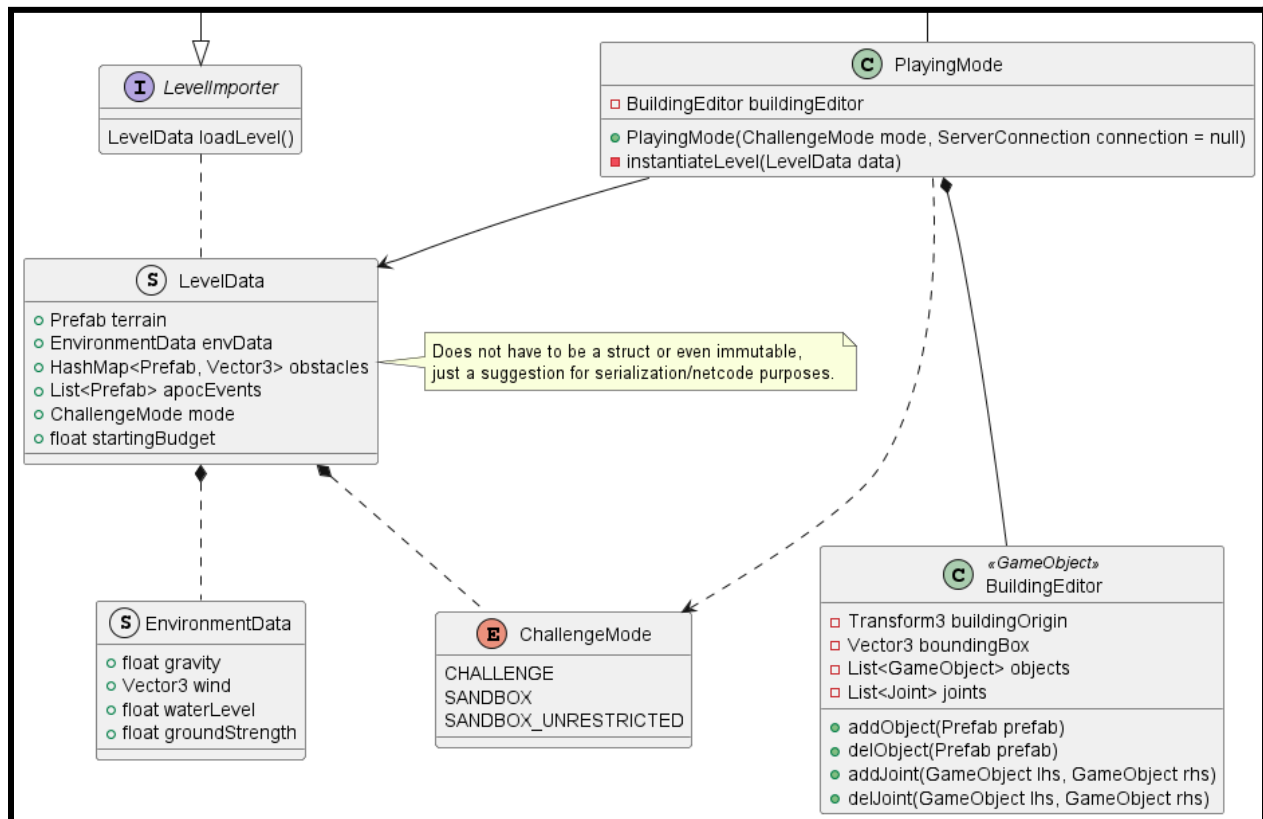 I LevelImporter
LevelData loadLevel()
C PlayingMode
BuildingEditor buildingEditor
PlayingMode(ChallengeMode mode, ServerConnection connection = null)
instantiateLevel(LevelData data)
S LevelData
Prefab terrain
EnvironmentData envData
HashMap<Prefab, Vector3> obstacles
List<Prefab> apocEvents
ChallengeMode mode
float startingBudget
Does not have to be a struct or even immutable,
just a suggestion for serialization/netcode purposes.
S EnvironmentData
float gravity
Vector3 wind
float waterLevel
float groundStrength
E ChallengeMode
CHALLENGE
SANDBOX
SANDBOX_UNRESTRICTED
«GameObject»
C BuildingEditor
Transform3 buildingOrigin
Vector3 boundingBox
List<GameObject> objects
List<Joint> joints
addObject(Prefab prefab)
delObject(Prefab prefab)
addJoint(GameObject lhs, GameObject rhs)
delJoint(GameObject lhs, GameObject rhs)